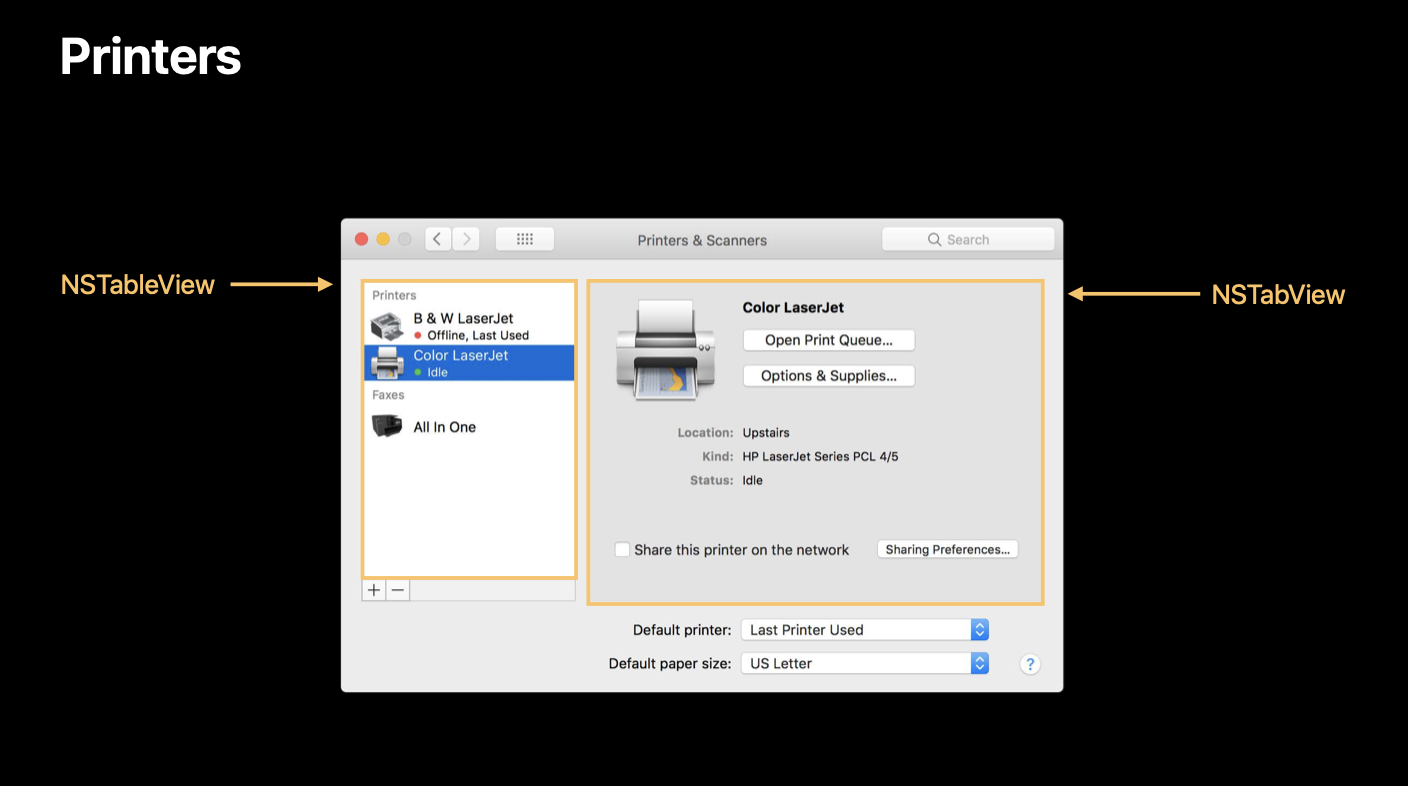 Printers
NSTableView
NSTabView
Printers & Scanners
Search
Printers
B & W LaserJet
Offline, Last Used
Color LaserJet
Idle
Faxes
All In One
Color LaserJet
Open Print Queue...
Options & Supplies...
Location: Upstairs
Kind: HP LaserJet Series PCL 4/5
Status: Idle
Share this printer on the network
Sharing Preferences...
+ −
Default printer: Last Printer Used
Default paper size: US Letter
?